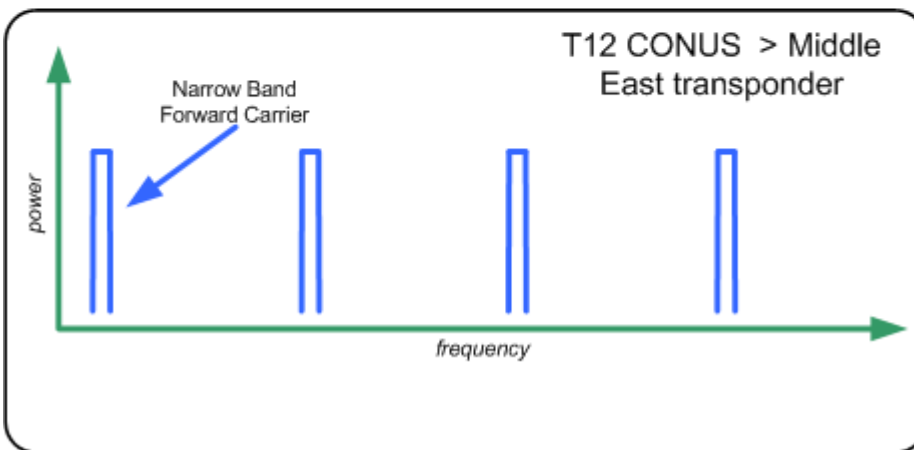 T12 CONUS > Middle
East transponder
Narrow Band
Forward Carrier
power
frequency